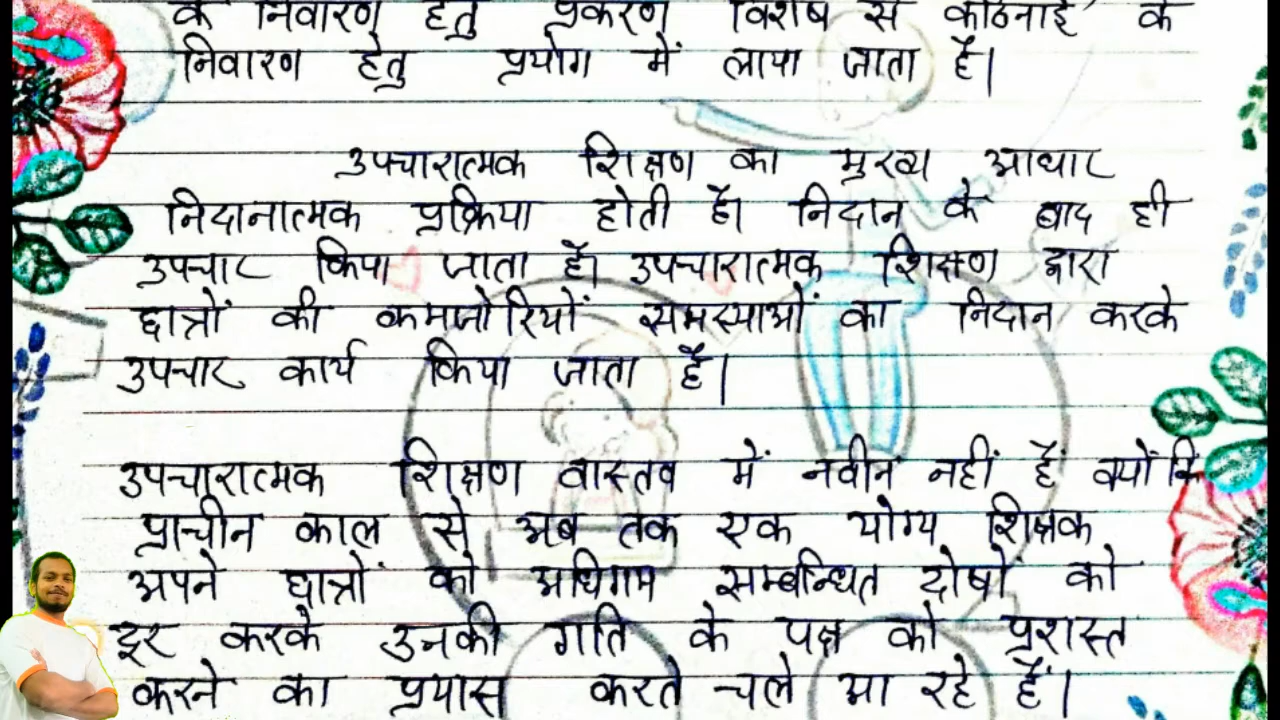 के निवारण हेतु प्रकरण विशेष से कठिनाई के
निवारण हेतु प्रयोग में लाया जाता है।
उपचारात्मक शिक्षण का मुख्य आधार
निदानात्मक प्रक्रिया होती है। निदान के बाद ही
उपचार किया जाता है। उपचारात्मक शिक्षण द्वारा
छात्रों की कमजोरियों समस्याओं का निदान करके
उपचार कार्य किया जाता है।
उपचारात्मक शिक्षण वास्तव में नवीन नहीं है क्योंकि
प्राचीन काल से अब तक एक योग्य शिक्षक
अपने छात्रों को अधिगम सम्बन्धित दोषों को
दूर करके उनकी गति के पक्ष को प्रशस्त
करने का प्रयास करते चले आ रहे हैं।